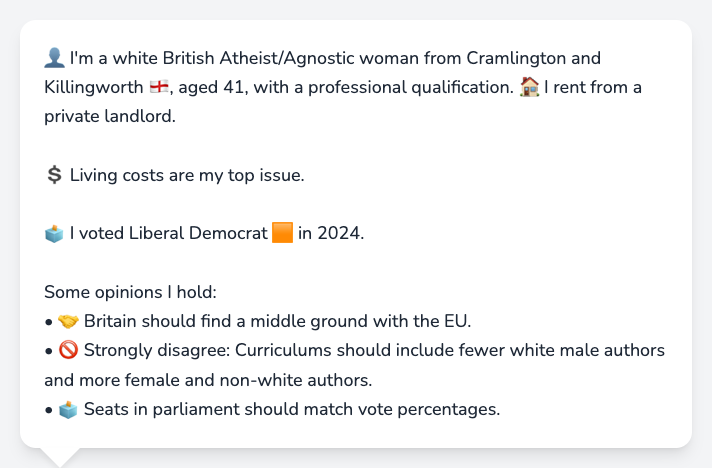 👤 I'm a white British Atheist/Agnostic woman from Cramlington and
Killingworth 🏴󠁧󠁢󠁥󠁮󠁧󠁿, aged 41, with a professional qualification. 🏠 I rent from a
private landlord.
💲 Living costs are my top issue.
🗳️ I voted Liberal Democrat 🟧 in 2024.
Some opinions I hold:
• 🤝 Britain should find a middle ground with the EU.
• 🚫 Strongly disagree: Curriculums should include fewer white male authors
and more female and non-white authors.
• 🗳️ Seats in parliament should match vote percentages.